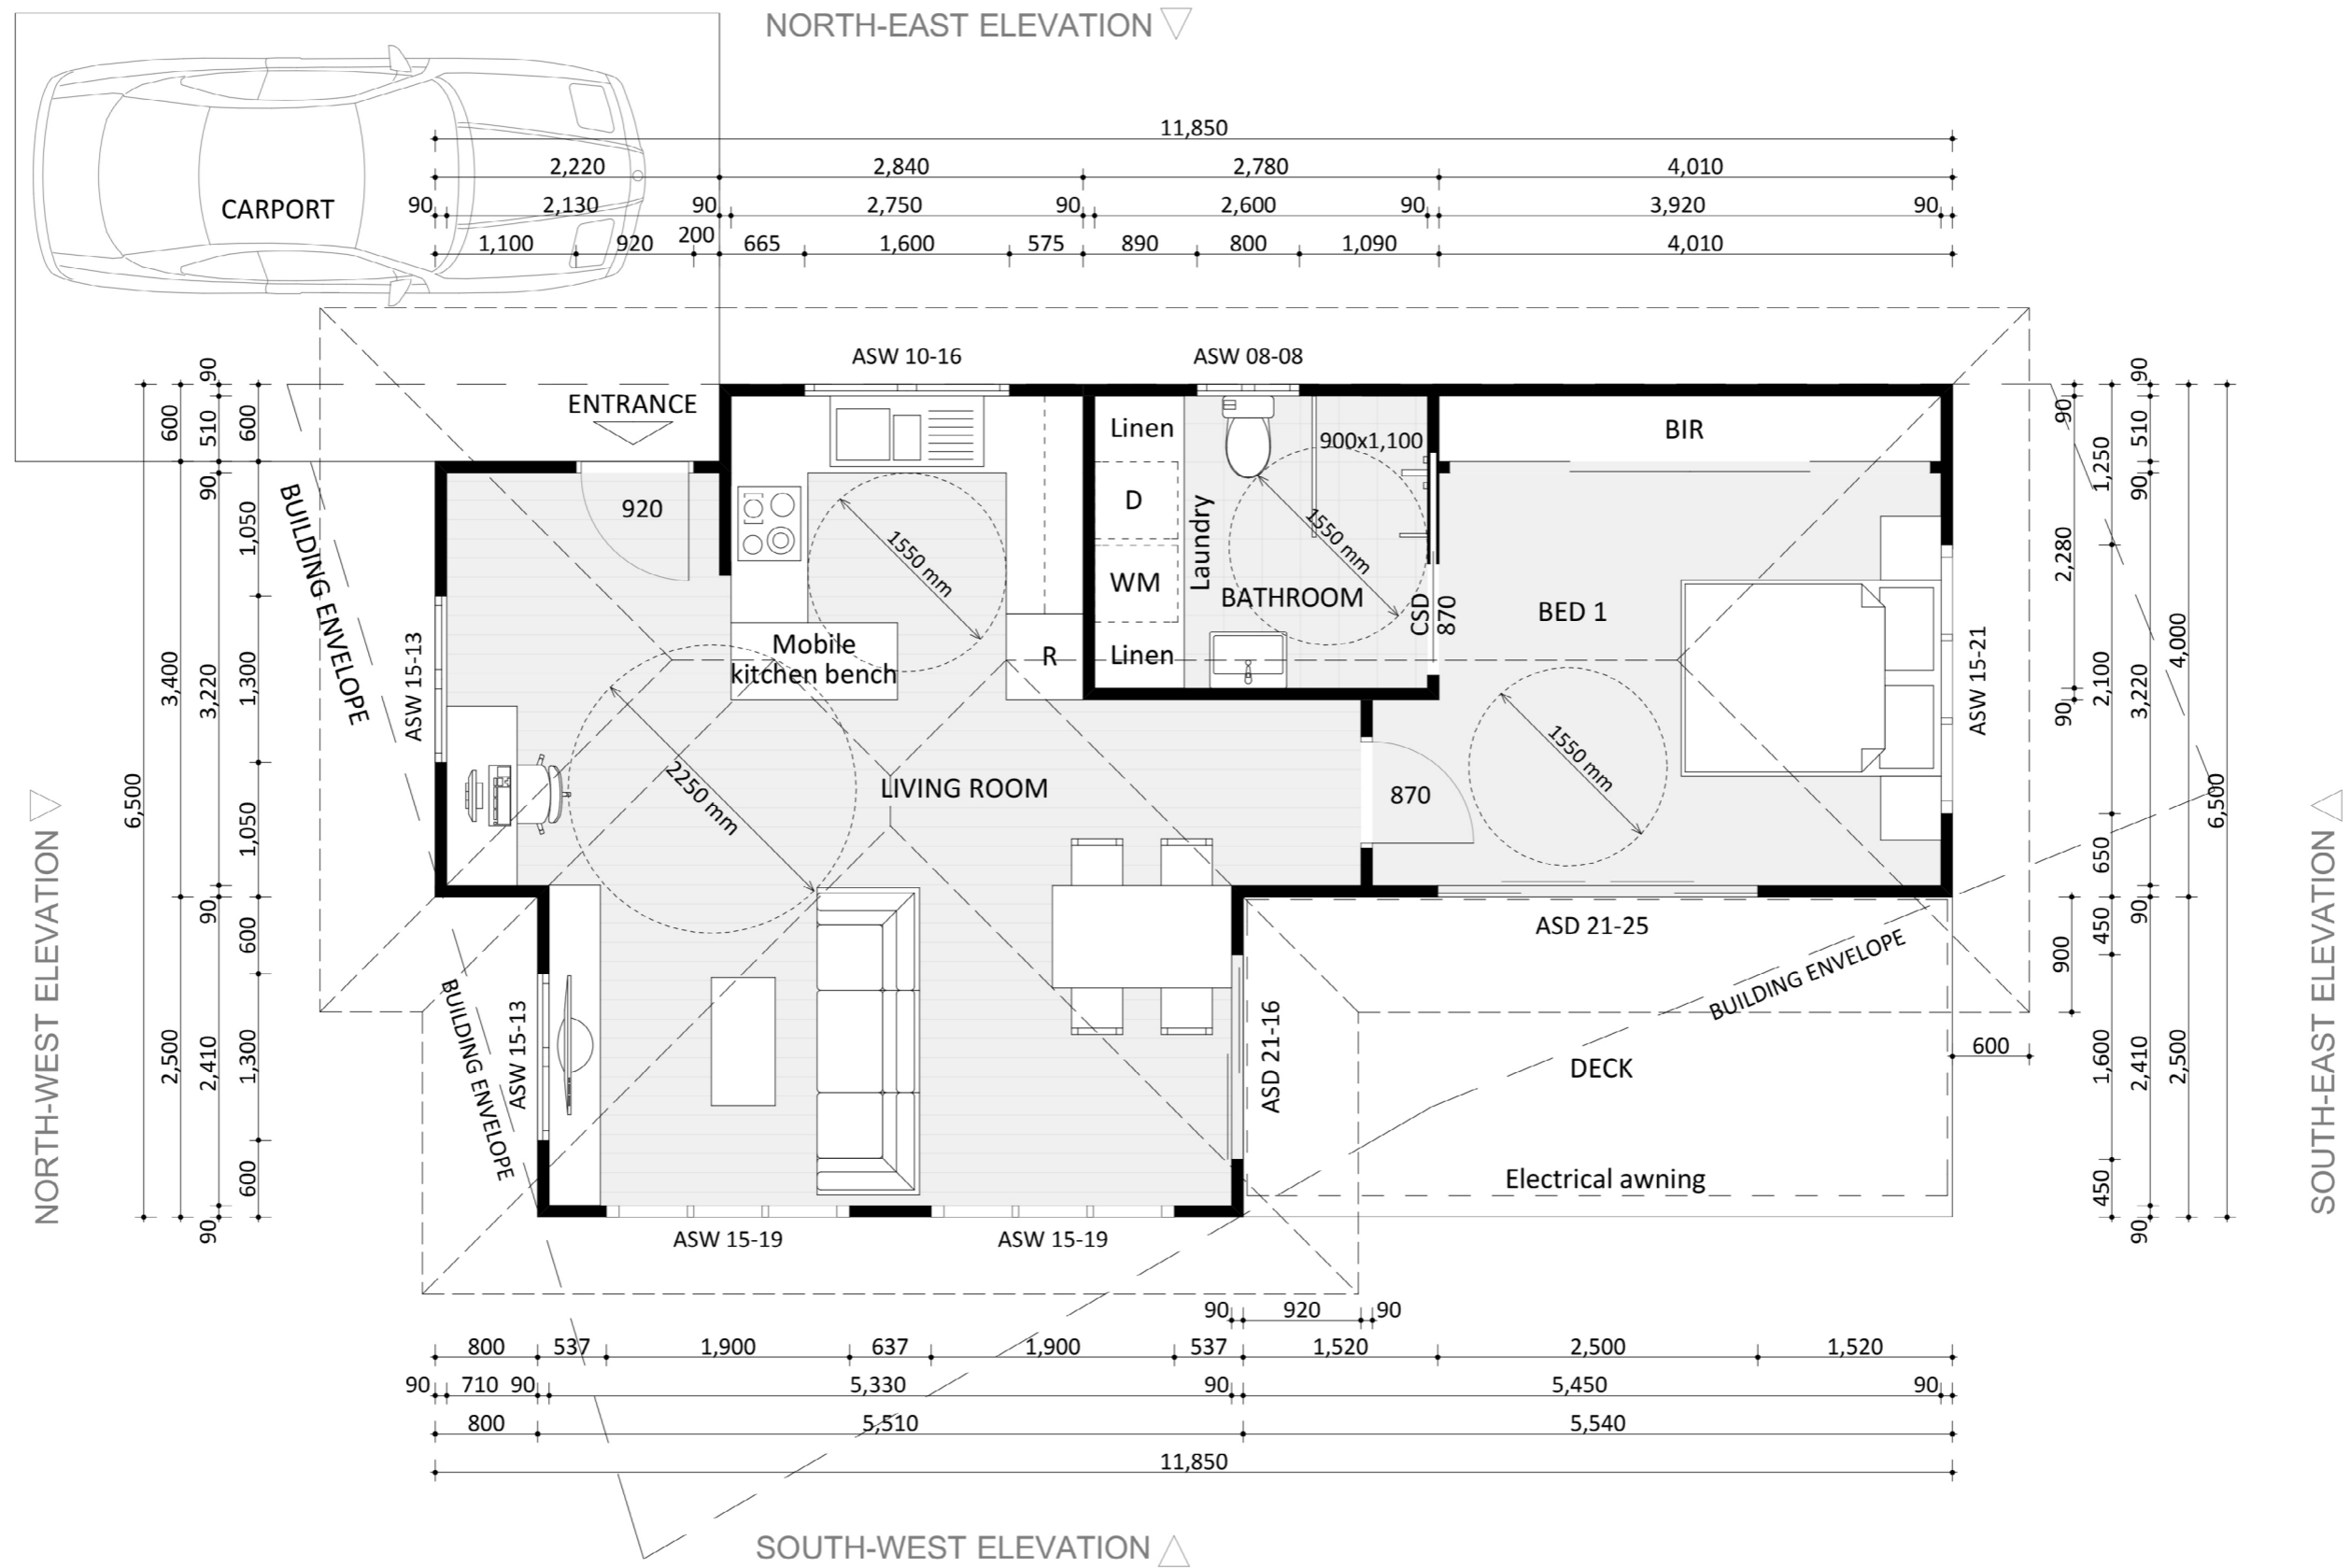 NORTH-EAST ELEVATION
11,850
2,220 2,840 2,780 4,010
CARPORT
90 2,130 90 2,750 90 2,600 90 3,920 90
1,100 920 200 665 1,600 575 890 800 1,090 4,010
ASW 10-16 ASW 08-08
ENTRANCE
90
600 510 600
90
1,050
3,400 3,220 1,300
6,500
1,050
90
600
2,500 2,410 1,300
600
90
NORTH-WEST ELEVATION
BUILDING ENVELOPE
ASW 15-13
BUILDING ENVELOPE
ASW 15-13
920
1550 mm
Mobile
kitchen bench
R
Linen
D
WM
Linen
Laundry
900x1,100
1550 mm
BATHROOM
CSD
870
BIR
BED 1
1550 mm
ASW 15-21
2250 mm
LIVING ROOM
870
ASD 21-25
BUILDING ENVELOPE
ASD 21-16
DECK
Electrical awning
ASW 15-19 ASW 15-19
90
90 1,250 510
90
2,280
4,000
2,100 3,220
90
6,500
650
900 450 90
600
1,600 2,410 2,500
450
90
SOUTH-EAST ELEVATION
90 920 90
800 537 1,900 637 1,900 537 1,520 2,500 1,520
90 710 90 5,330 90 5,450 90
800 5,510 5,540
11,850
SOUTH-WEST ELEVATION